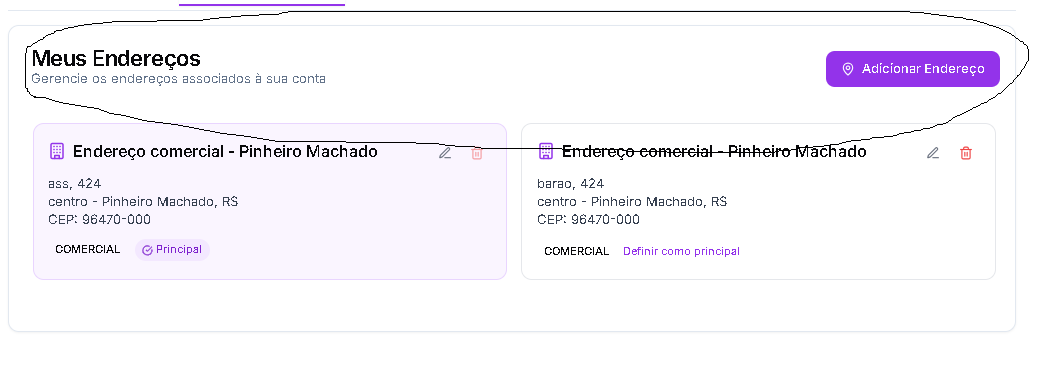 Meus Endereços
Gerencie os endereços associados à sua conta
Adicionar Endereço
Endereço comercial - Pinheiro Machado
ass, 424
centro - Pinheiro Machado, RS
CEP: 96470-000
COMERCIAL Principal
Endereço comercial - Pinheiro Machado
barao, 424
centro - Pinheiro Machado, RS
CEP: 96470-000
COMERCIAL Definir como principal